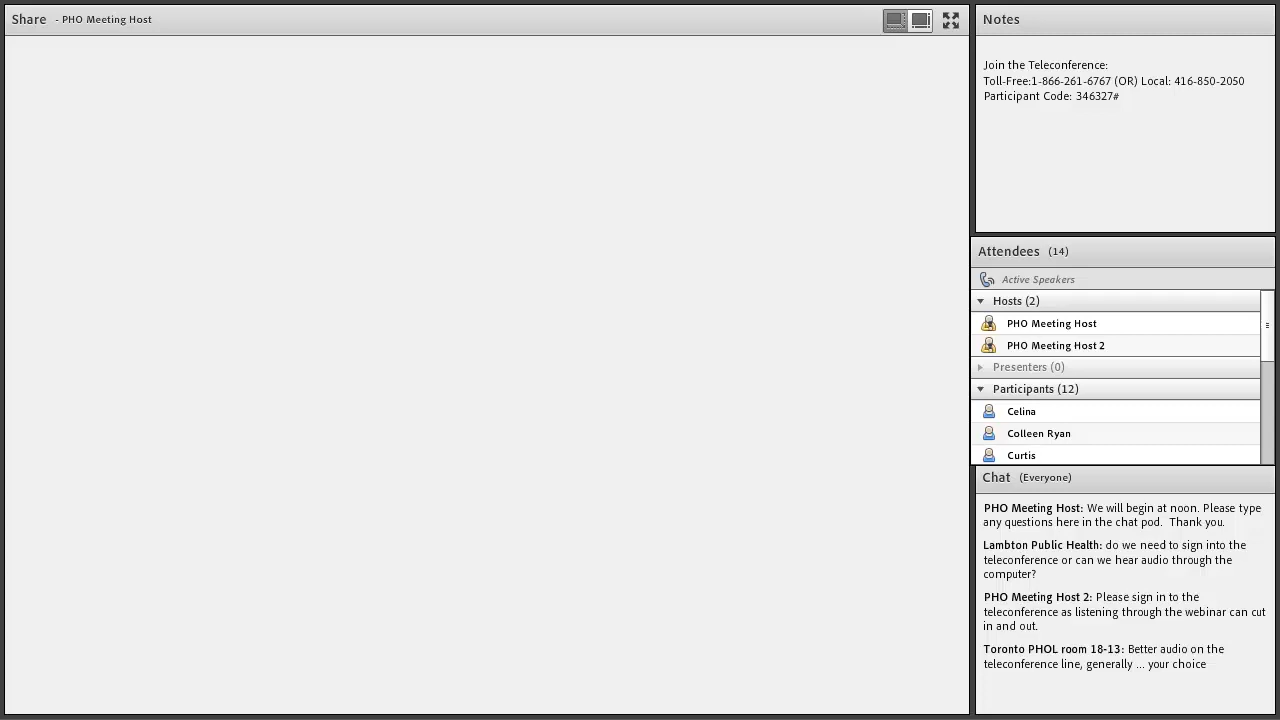 Share - PHO Meeting Host
Notes
Join the Teleconference:
Toll-Free:1-866-261-6767 (OR) Local: 416-850-2050
Participant Code: 346327#
Attendees (14)
Active Speakers
Hosts (2)
PHO Meeting Host
PHO Meeting Host 2
Presenters (0)
Participants (12)
Celina
Colleen Ryan
Curtis
Chat (Everyone)
PHO Meeting Host: We will begin at noon. Please type
any questions here in the chat pod. Thank you.
Lambton Public Health: do we need to sign into the
teleconference or can we hear audio through the
computer?
PHO Meeting Host 2: Please sign in to the
teleconference as listening through the webinar can cut
in and out.
Toronto PHOL room 18-13: Better audio on the
teleconference line, generally ... your choice